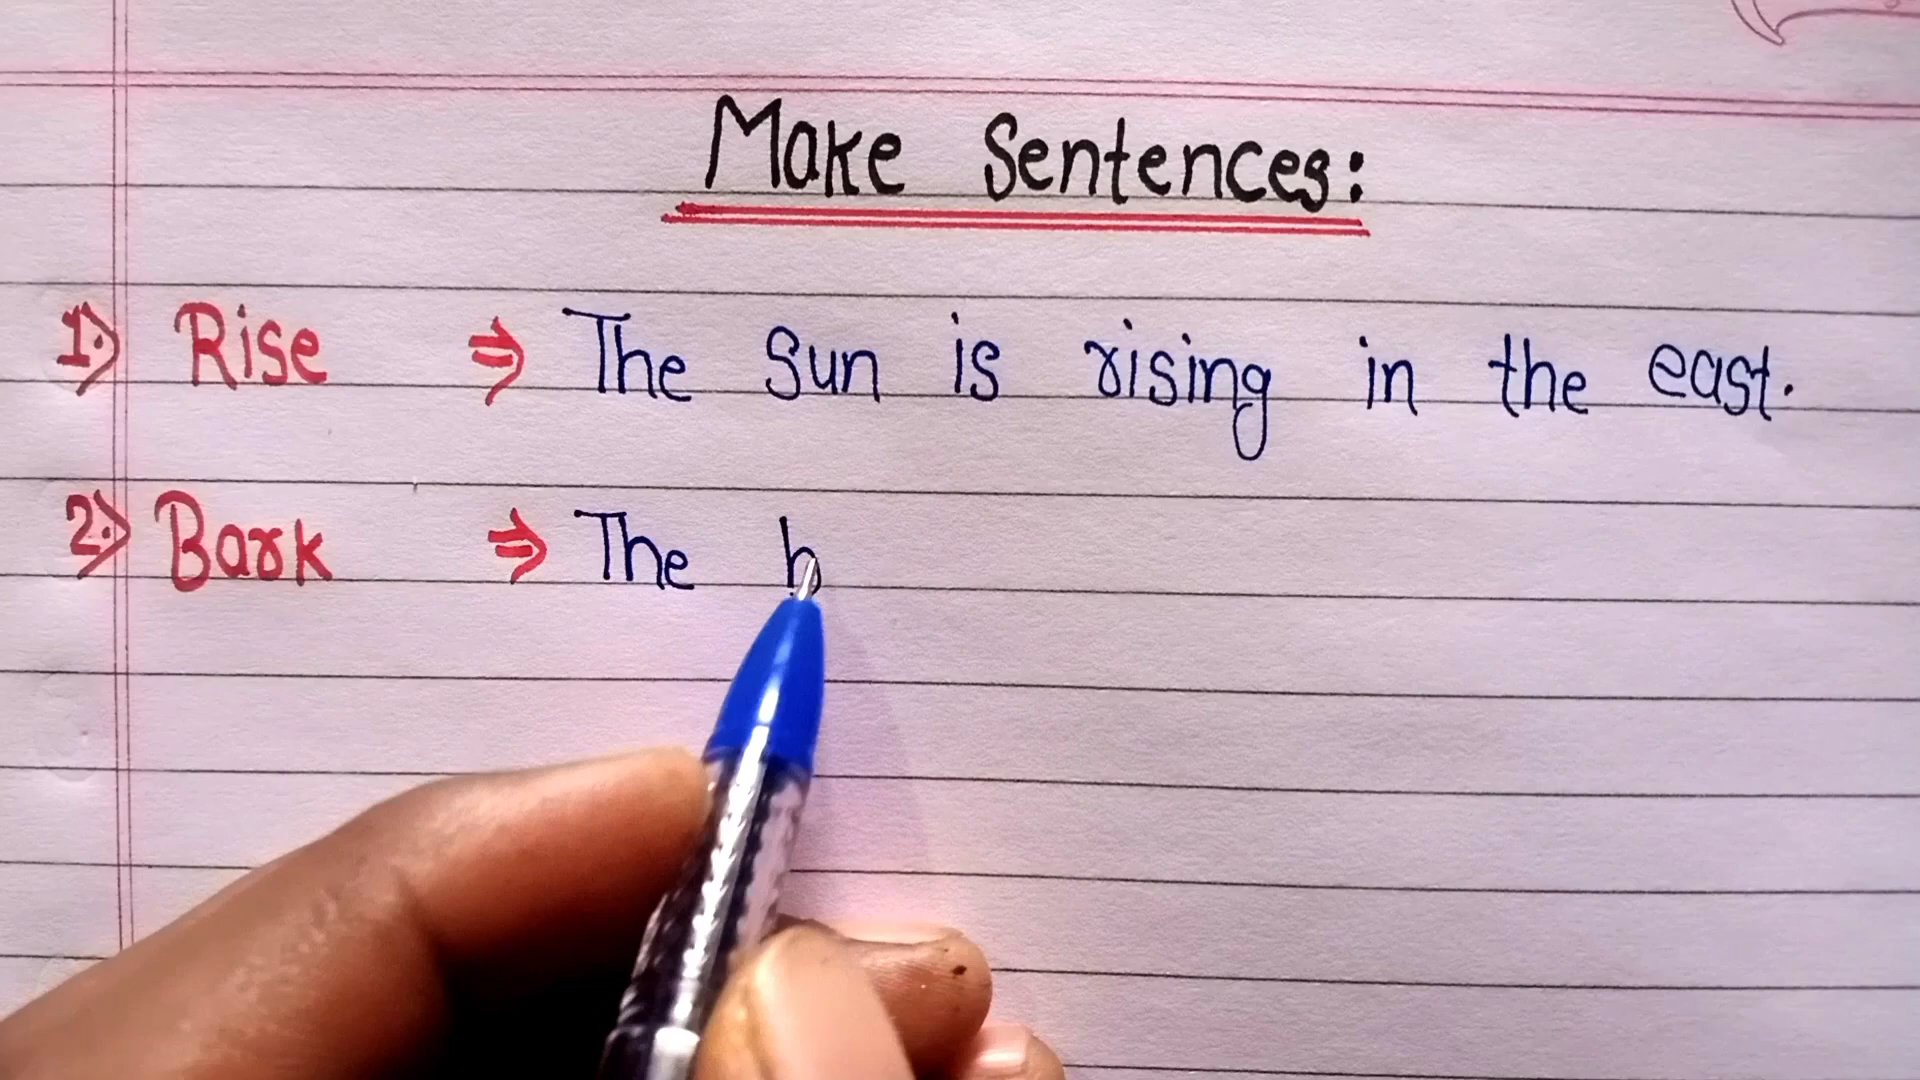 Make Sentences:
1.) Rise ⇒ The sun is rising in the east.
2.) Bark ⇒ The b